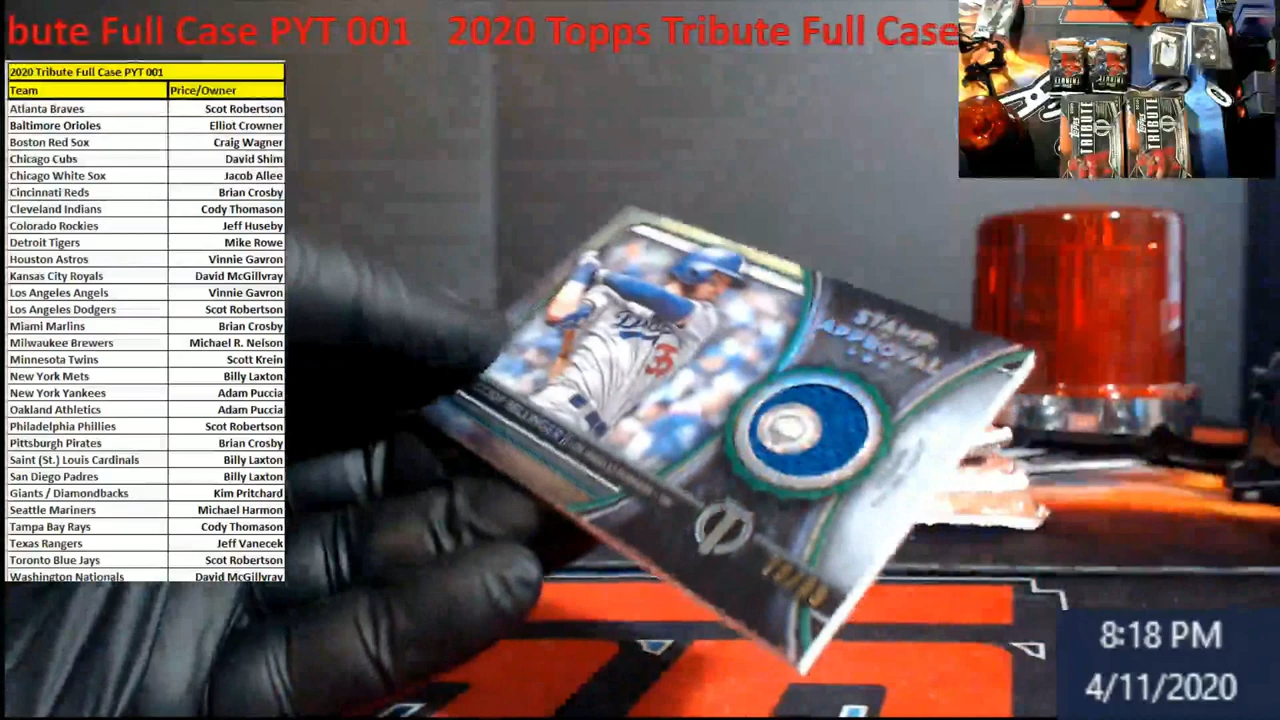 bute Full Case PYT 001 2020 Topps Tribute Full Case
2020 Tribute Full Case PYT 001
Team Price/Owner
Atlanta Braves Scot Robertson
Baltimore Orioles Elliot Crowner
Boston Red Sox Craig Wagner
Chicago Cubs David Shim
Chicago White Sox Jacob Allee
Cincinnati Reds Brian Crosby
Cleveland Indians Cody Thomason
Colorado Rockies Jeff Huseby
Detroit Tigers Mike Rowe
Houston Astros Vinnie Gavron
Kansas City Royals David McGillvray
Los Angeles Angels Vinnie Gavron
Los Angeles Dodgers Scot Robertson
Miami Marlins Brian Crosby
Milwaukee Brewers Michael R. Nelson
Minnesota Twins Scott Krein
New York Mets Billy Laxton
New York Yankees Adam Puccia
Oakland Athletics Adam Puccia
Philadelphia Phillies Scot Robertson
Pittsburgh Pirates Brian Crosby
Saint (St.) Louis Cardinals Billy Laxton
San Diego Padres Billy Laxton
Giants / Diamondbacks Kim Pritchard
Seattle Mariners Michael Harmon
Tampa Bay Rays Cody Thomason
Texas Rangers Jeff Vanecek
Toronto Blue Jays Scot Robertson
Washington Nationals David McGillvray
TRIBUTE
TRIBUTE
STAMP
APPROVAL
Dodgers
35
8:18 PM
4/11/2020